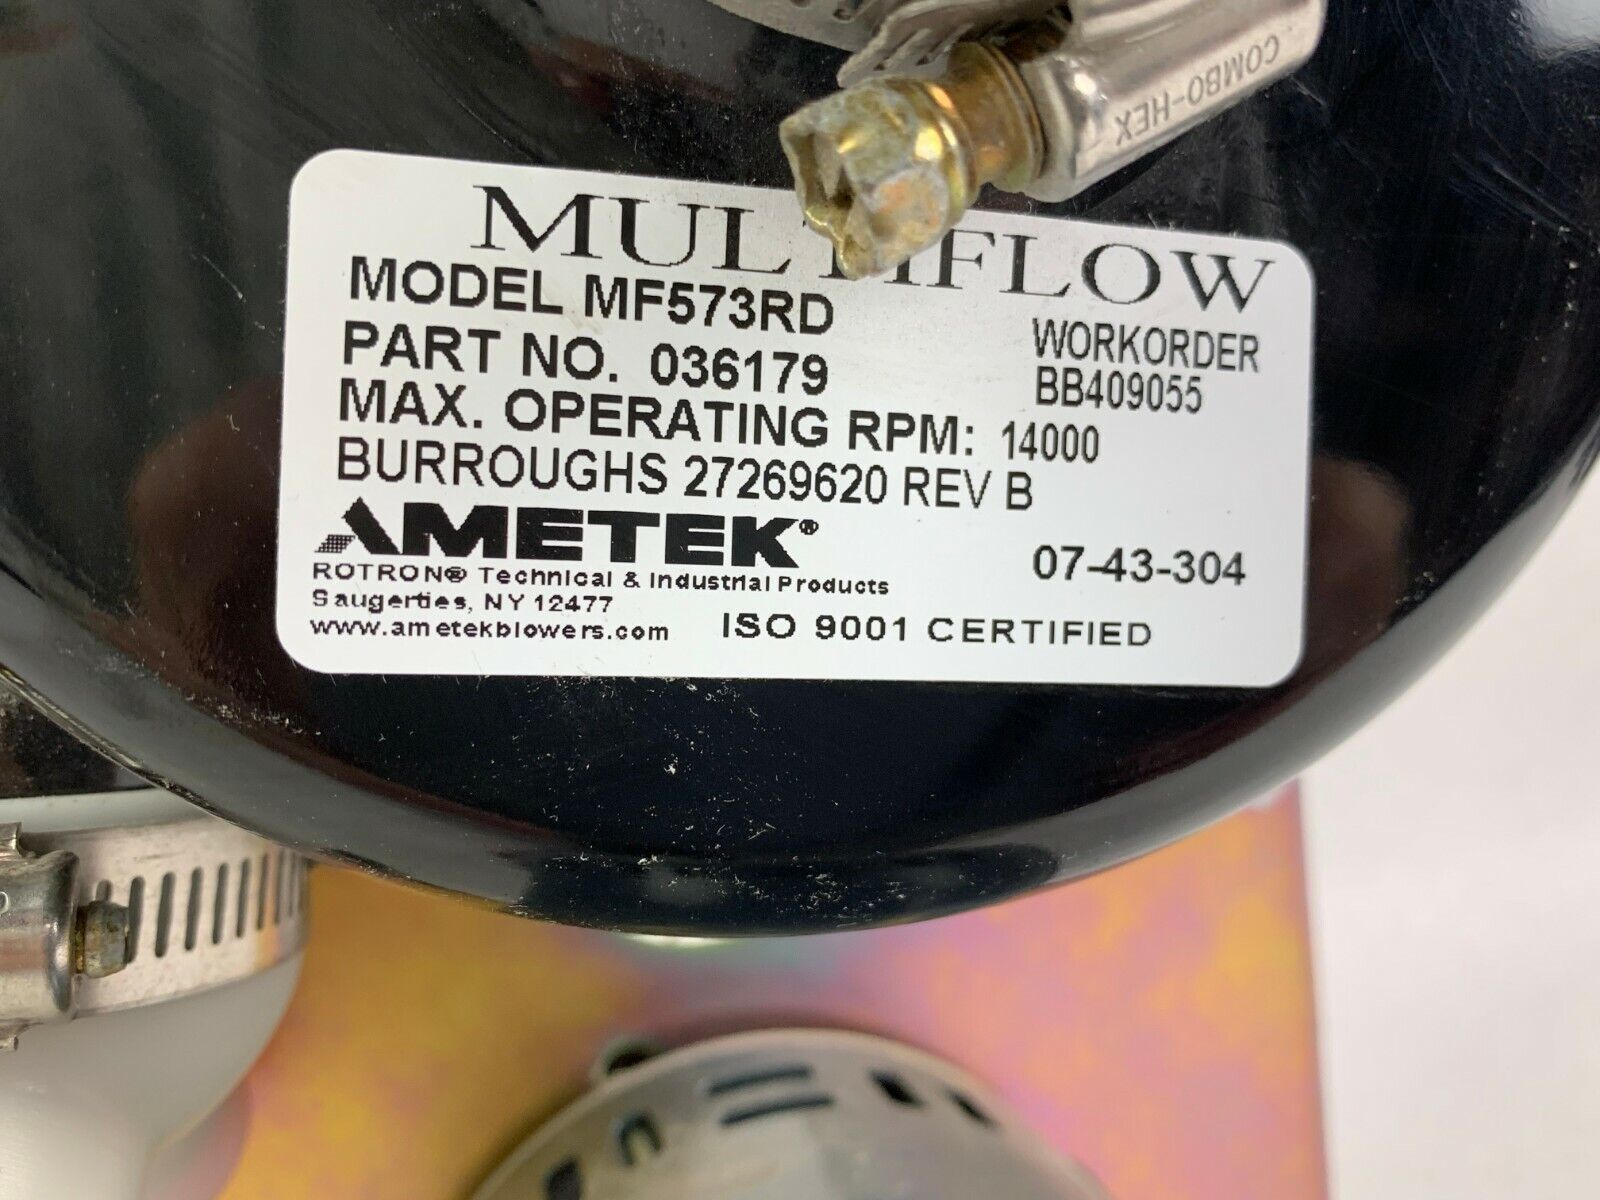 COMBO-HEX
MULTIFLOW
MODEL MF573RD
PART NO. 036179
WORKORDER
BB409055
MAX. OPERATING RPM: 14000
BURROUGHS 27269620 REV B
AMETEK®
07-43-304
ROTRON® Technical & Industrial Products
Saugerties, NY 12477
www.ametekblowers.com
ISO 9001 CERTIFIED